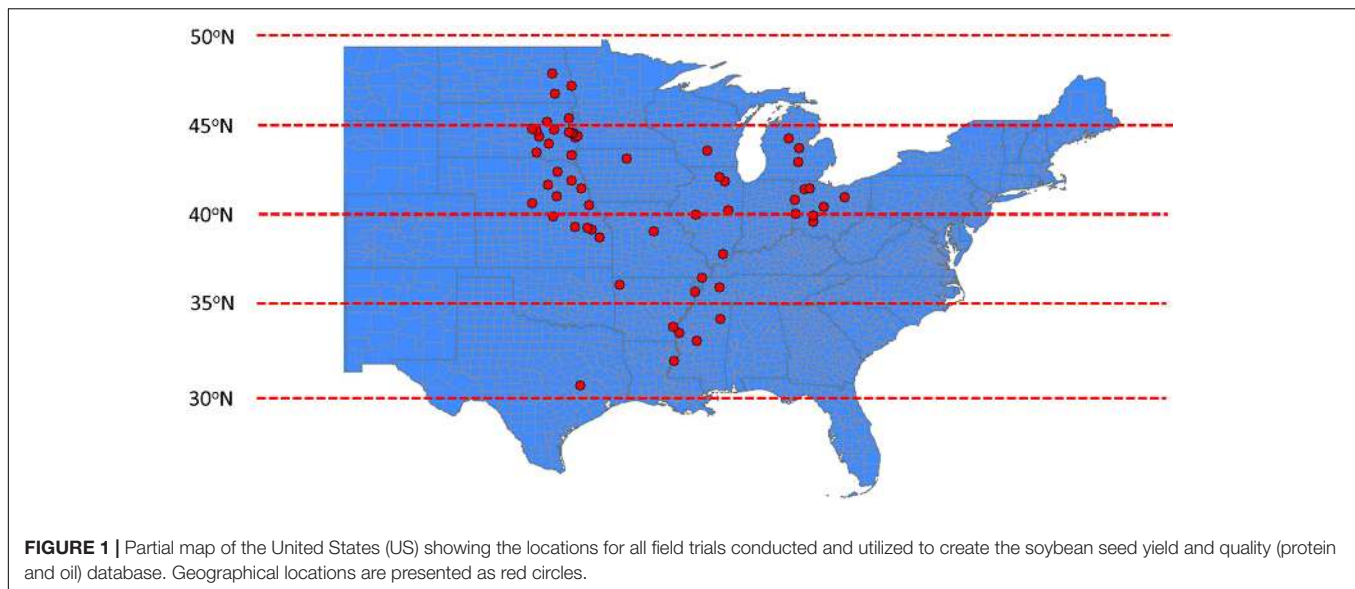 50°N
45°N
40°N
35°N
30°N
FIGURE 1 | Partial map of the United States (US) showing the locations for all field trials conducted and utilized to create the soybean seed yield and quality (protein
and oil) database. Geographical locations are presented as red circles.